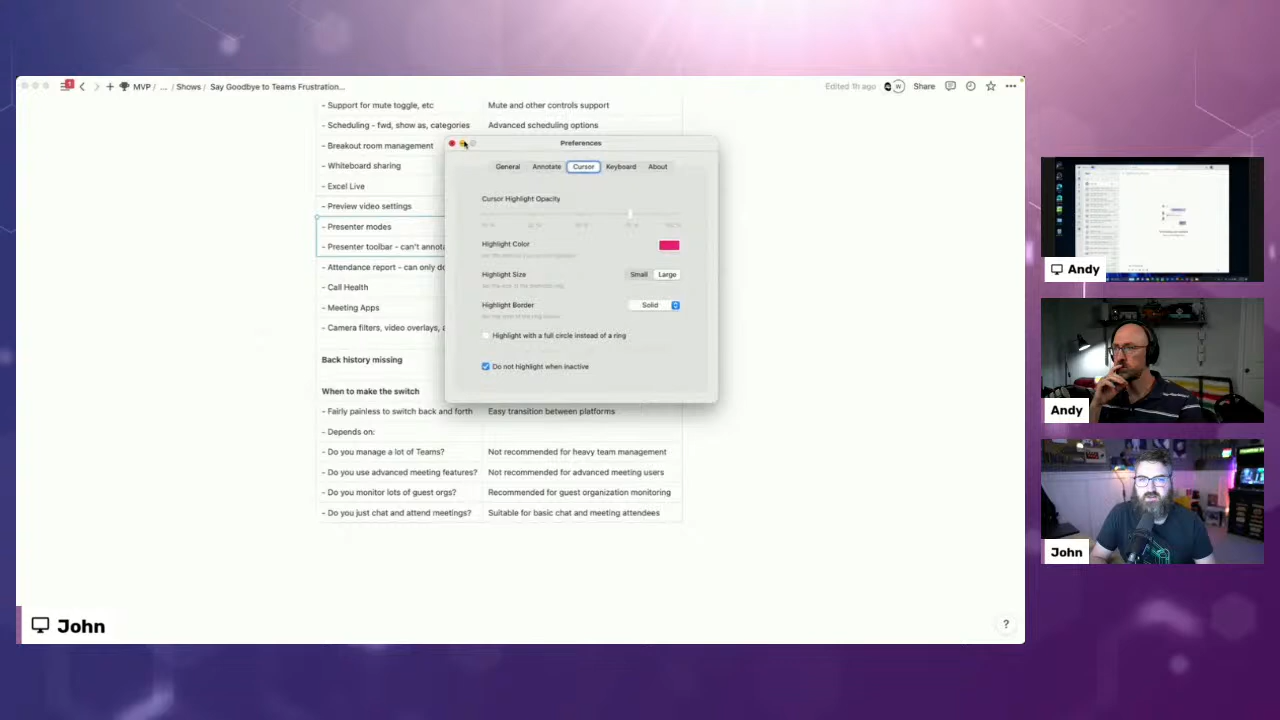 1
MVP / ... / Shows / Say Goodbye to Teams Frustration...
Edited 1h ago
W
Share
- Support for mute toggle, etc
Mute and other controls support
- Scheduling - fwd, show as, categories
Advanced scheduling options
- Breakout room management
- Whiteboard sharing
- Excel Live
- Preview video settings
- Presenter modes
- Presenter toolbar - can't annota
- Attendance report - can only do
- Call Health
- Meeting Apps
- Camera filters, video overlays, a
Back history missing
When to make the switch
- Fairly painless to switch back and forth
Easy transition between platforms
- Depends on:
- Do you manage a lot of Teams?
Not recommended for heavy team management
- Do you use advanced meeting features?
Not recommended for advanced meeting users
- Do you monitor lots of guest orgs?
Recommended for guest organization monitoring
- Do you just chat and attend meetings?
Suitable for basic chat and meeting attendees
Preferences
General
Annotate
Cursor
Keyboard
About
Cursor Highlight Opacity
Highlight Color
Highlight Size
Small
Large
Highlight Border
Solid
Highlight with a full circle instead of a ring
Do not highlight when inactive
?
John
Andy
Andy
John